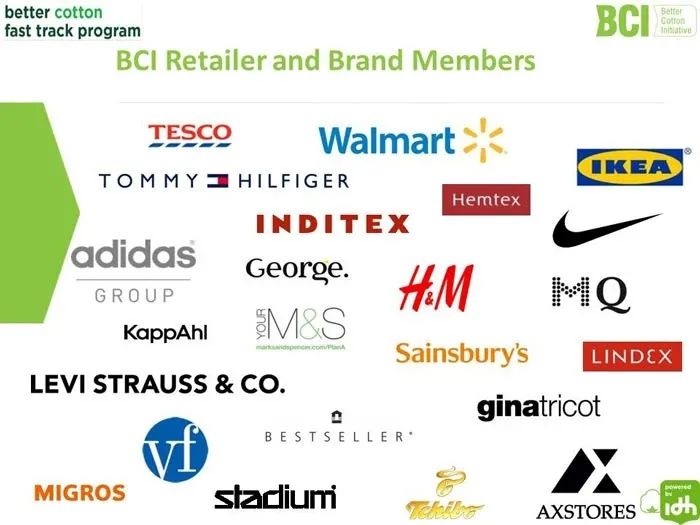 better cotton
fast track program
BCI
Better
Cotton
Initiative
BCI Retailer and Brand Members
TESCO
Walmart
IKEA
®
TOMMY HILFIGER
Hemtex
INDITEX
adidas
GROUP
George.
H&M
MQ
KappAhl
YOUR
M&S
marksandspencer.com/PlanA
Sainsbury's
LINDEX
LEVI STRAUSS & CO.
ginatricot
vf
BESTSELLER®
MIGROS
stadium
Tchibo
AXSTORES
powered
by
idh